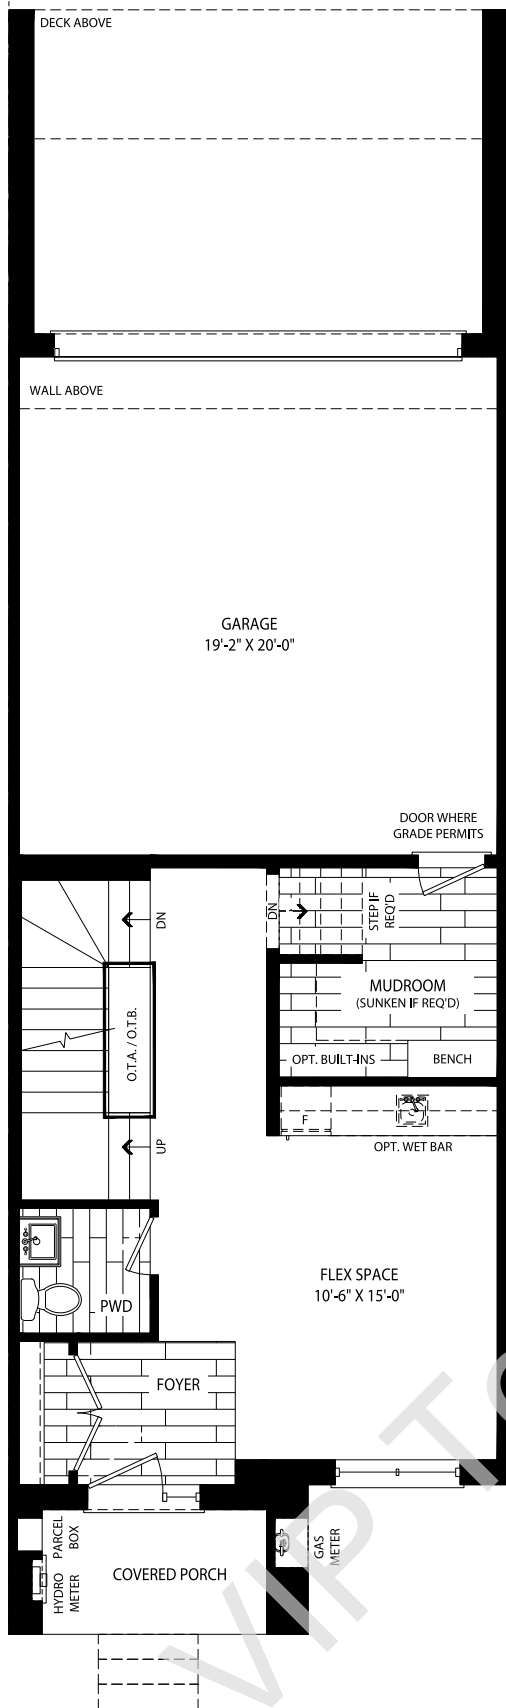 DECK ABOVE
WALL ABOVE
GARAGE
19'-2" X 20'-0"
DOOR WHERE
GRADE PERMITS
DN
DN
STEP IF
REQ'D
MUDROOM
(SUNKEN IF REQ'D)
O.T.A. / O.T.B.
OPT. BUILT-INS
BENCH
F
UP
OPT. WET BAR
FLEX SPACE
10'-6" X 15'-0"
PWD
FOYER
PARCEL
BOX
HYDRO
METER
COVERED PORCH
GAS
METER
VIP